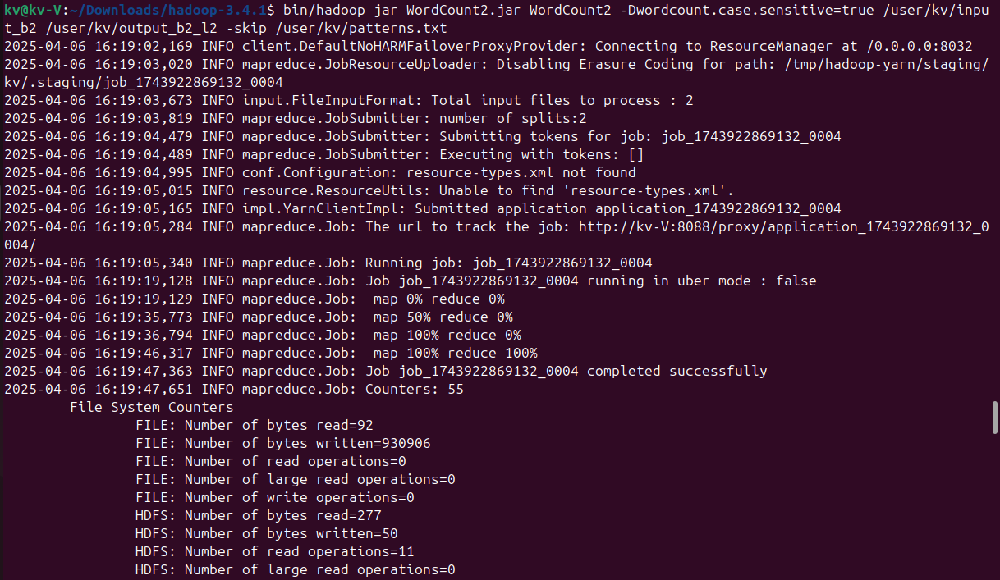 kv@kv-V:~/Downloads/hadoop-3.4.1$ bin/hadoop jar WordCount2.jar WordCount2 -Dwordcount.case.sensitive=true /user/kv/inpu
t_b2 /user/kv/output_b2_l2 -skip /user/kv/patterns.txt
2025-04-06 16:19:02,169 INFO client.DefaultNoHARMFailoverProxyProvider: Connecting to ResourceManager at /0.0.0.0:8032
2025-04-06 16:19:03,020 INFO mapreduce.JobResourceUploader: Disabling Erasure Coding for path: /tmp/hadoop-yarn/staging/
kv/.staging/job_1743922869132_0004
2025-04-06 16:19:03,673 INFO input.FileInputFormat: Total input files to process : 2
2025-04-06 16:19:03,819 INFO mapreduce.JobSubmitter: number of splits:2
2025-04-06 16:19:04,479 INFO mapreduce.JobSubmitter: Submitting tokens for job: job_1743922869132_0004
2025-04-06 16:19:04,489 INFO mapreduce.JobSubmitter: Executing with tokens: []
2025-04-06 16:19:04,995 INFO conf.Configuration: resource-types.xml not found
2025-04-06 16:19:05,015 INFO resource.ResourceUtils: Unable to find 'resource-types.xml'.
2025-04-06 16:19:05,165 INFO impl.YarnClientImpl: Submitted application application_1743922869132_0004
2025-04-06 16:19:05,284 INFO mapreduce.Job: The url to track the job: http://kv-V:8088/proxy/application_1743922869132_0
004/
2025-04-06 16:19:05,340 INFO mapreduce.Job: Running job: job_1743922869132_0004
2025-04-06 16:19:19,128 INFO mapreduce.Job: Job job_1743922869132_0004 running in uber mode : false
2025-04-06 16:19:19,129 INFO mapreduce.Job:  map 0% reduce 0%
2025-04-06 16:19:35,773 INFO mapreduce.Job:  map 50% reduce 0%
2025-04-06 16:19:36,794 INFO mapreduce.Job:  map 100% reduce 0%
2025-04-06 16:19:46,317 INFO mapreduce.Job:  map 100% reduce 100%
2025-04-06 16:19:47,363 INFO mapreduce.Job: Job job_1743922869132_0004 completed successfully
2025-04-06 16:19:47,651 INFO mapreduce.Job: Counters: 55
        File System Counters
                FILE: Number of bytes read=92
                FILE: Number of bytes written=930906
                FILE: Number of read operations=0
                FILE: Number of large read operations=0
                FILE: Number of write operations=0
                HDFS: Number of bytes read=277
                HDFS: Number of bytes written=50
                HDFS: Number of read operations=11
                HDFS: Number of large read operations=0